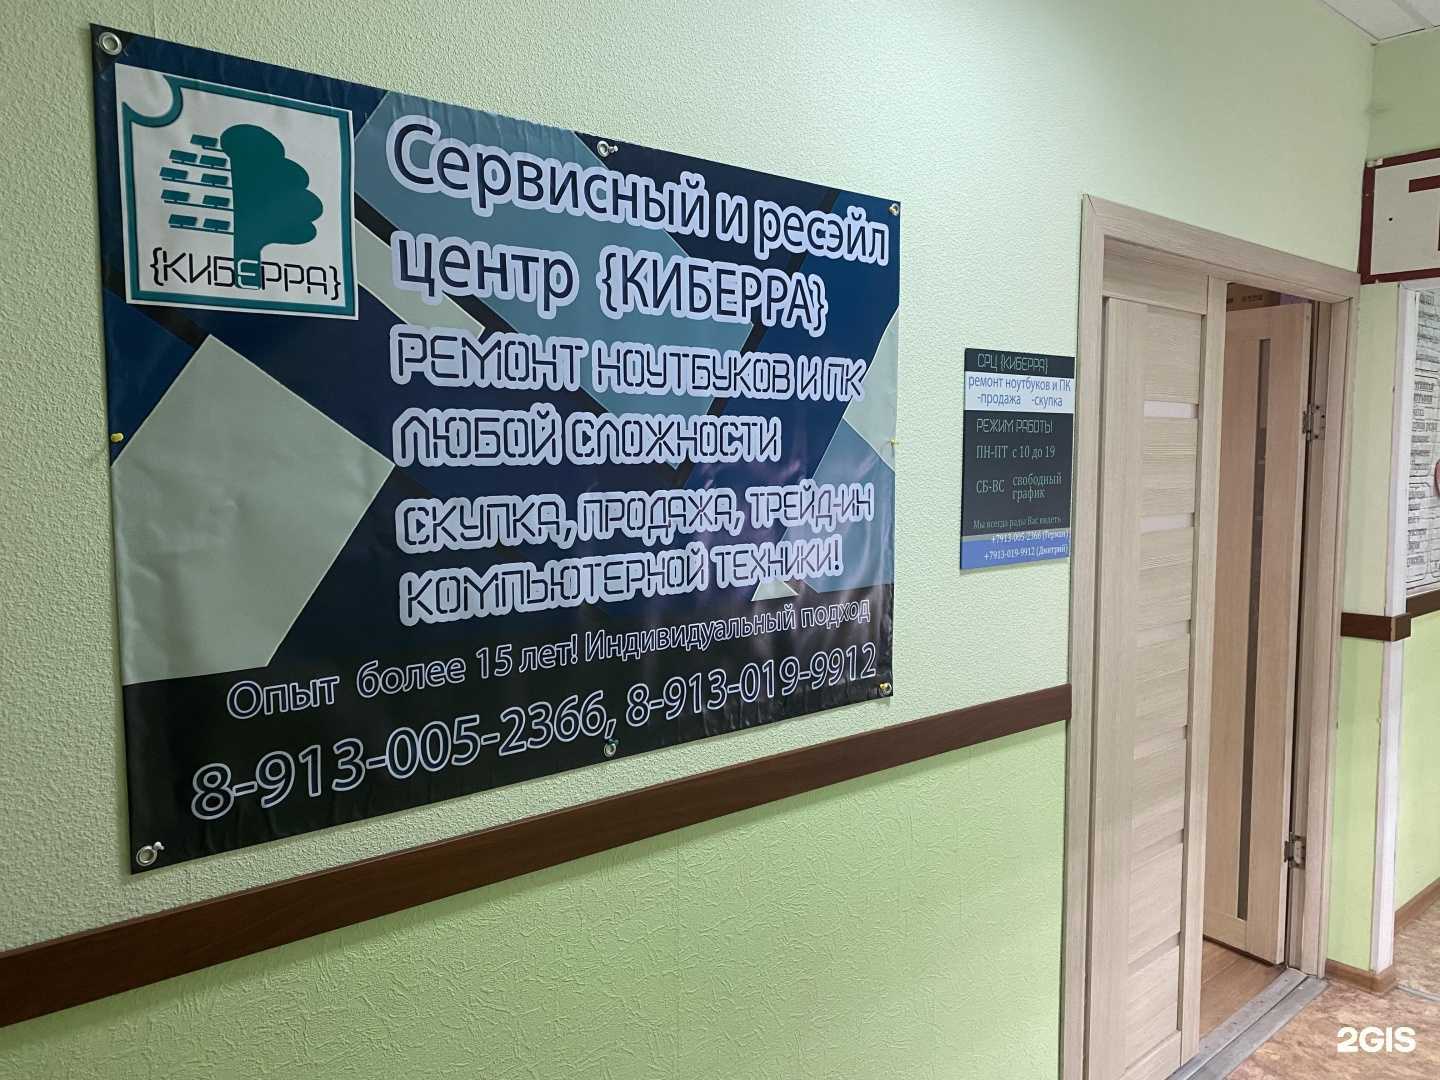 {КИБЕРРА}
Сервисный и ресэйл
центр {КИБЕРРА}
РЕМОНТ НОУТБУКОВ И ПК
ЛЮБОЙ СЛОЖНОСТИ
СКУПКА, ПРОДАЖА, ТРЕЙД-ИН
КОМПЬЮТЕРНОЙ ТЕХНИКИ!
Опыт более 15 лет! Индивидуальный подход
8-913-005-2366, 8-913-019-9912
СРЦ {КИБЕРРА}
ремонт ноутбуков и ПК
-продажа -скупка
РЕЖИМ РАБОТЫ
ПН-ПТ с 10 до 19
СБ-ВС свободный
график
Мы всегда рады Вас видеть
+7913-005-2366 (Герман)
+7913-019-9912 (Дмитрий)
2GIS